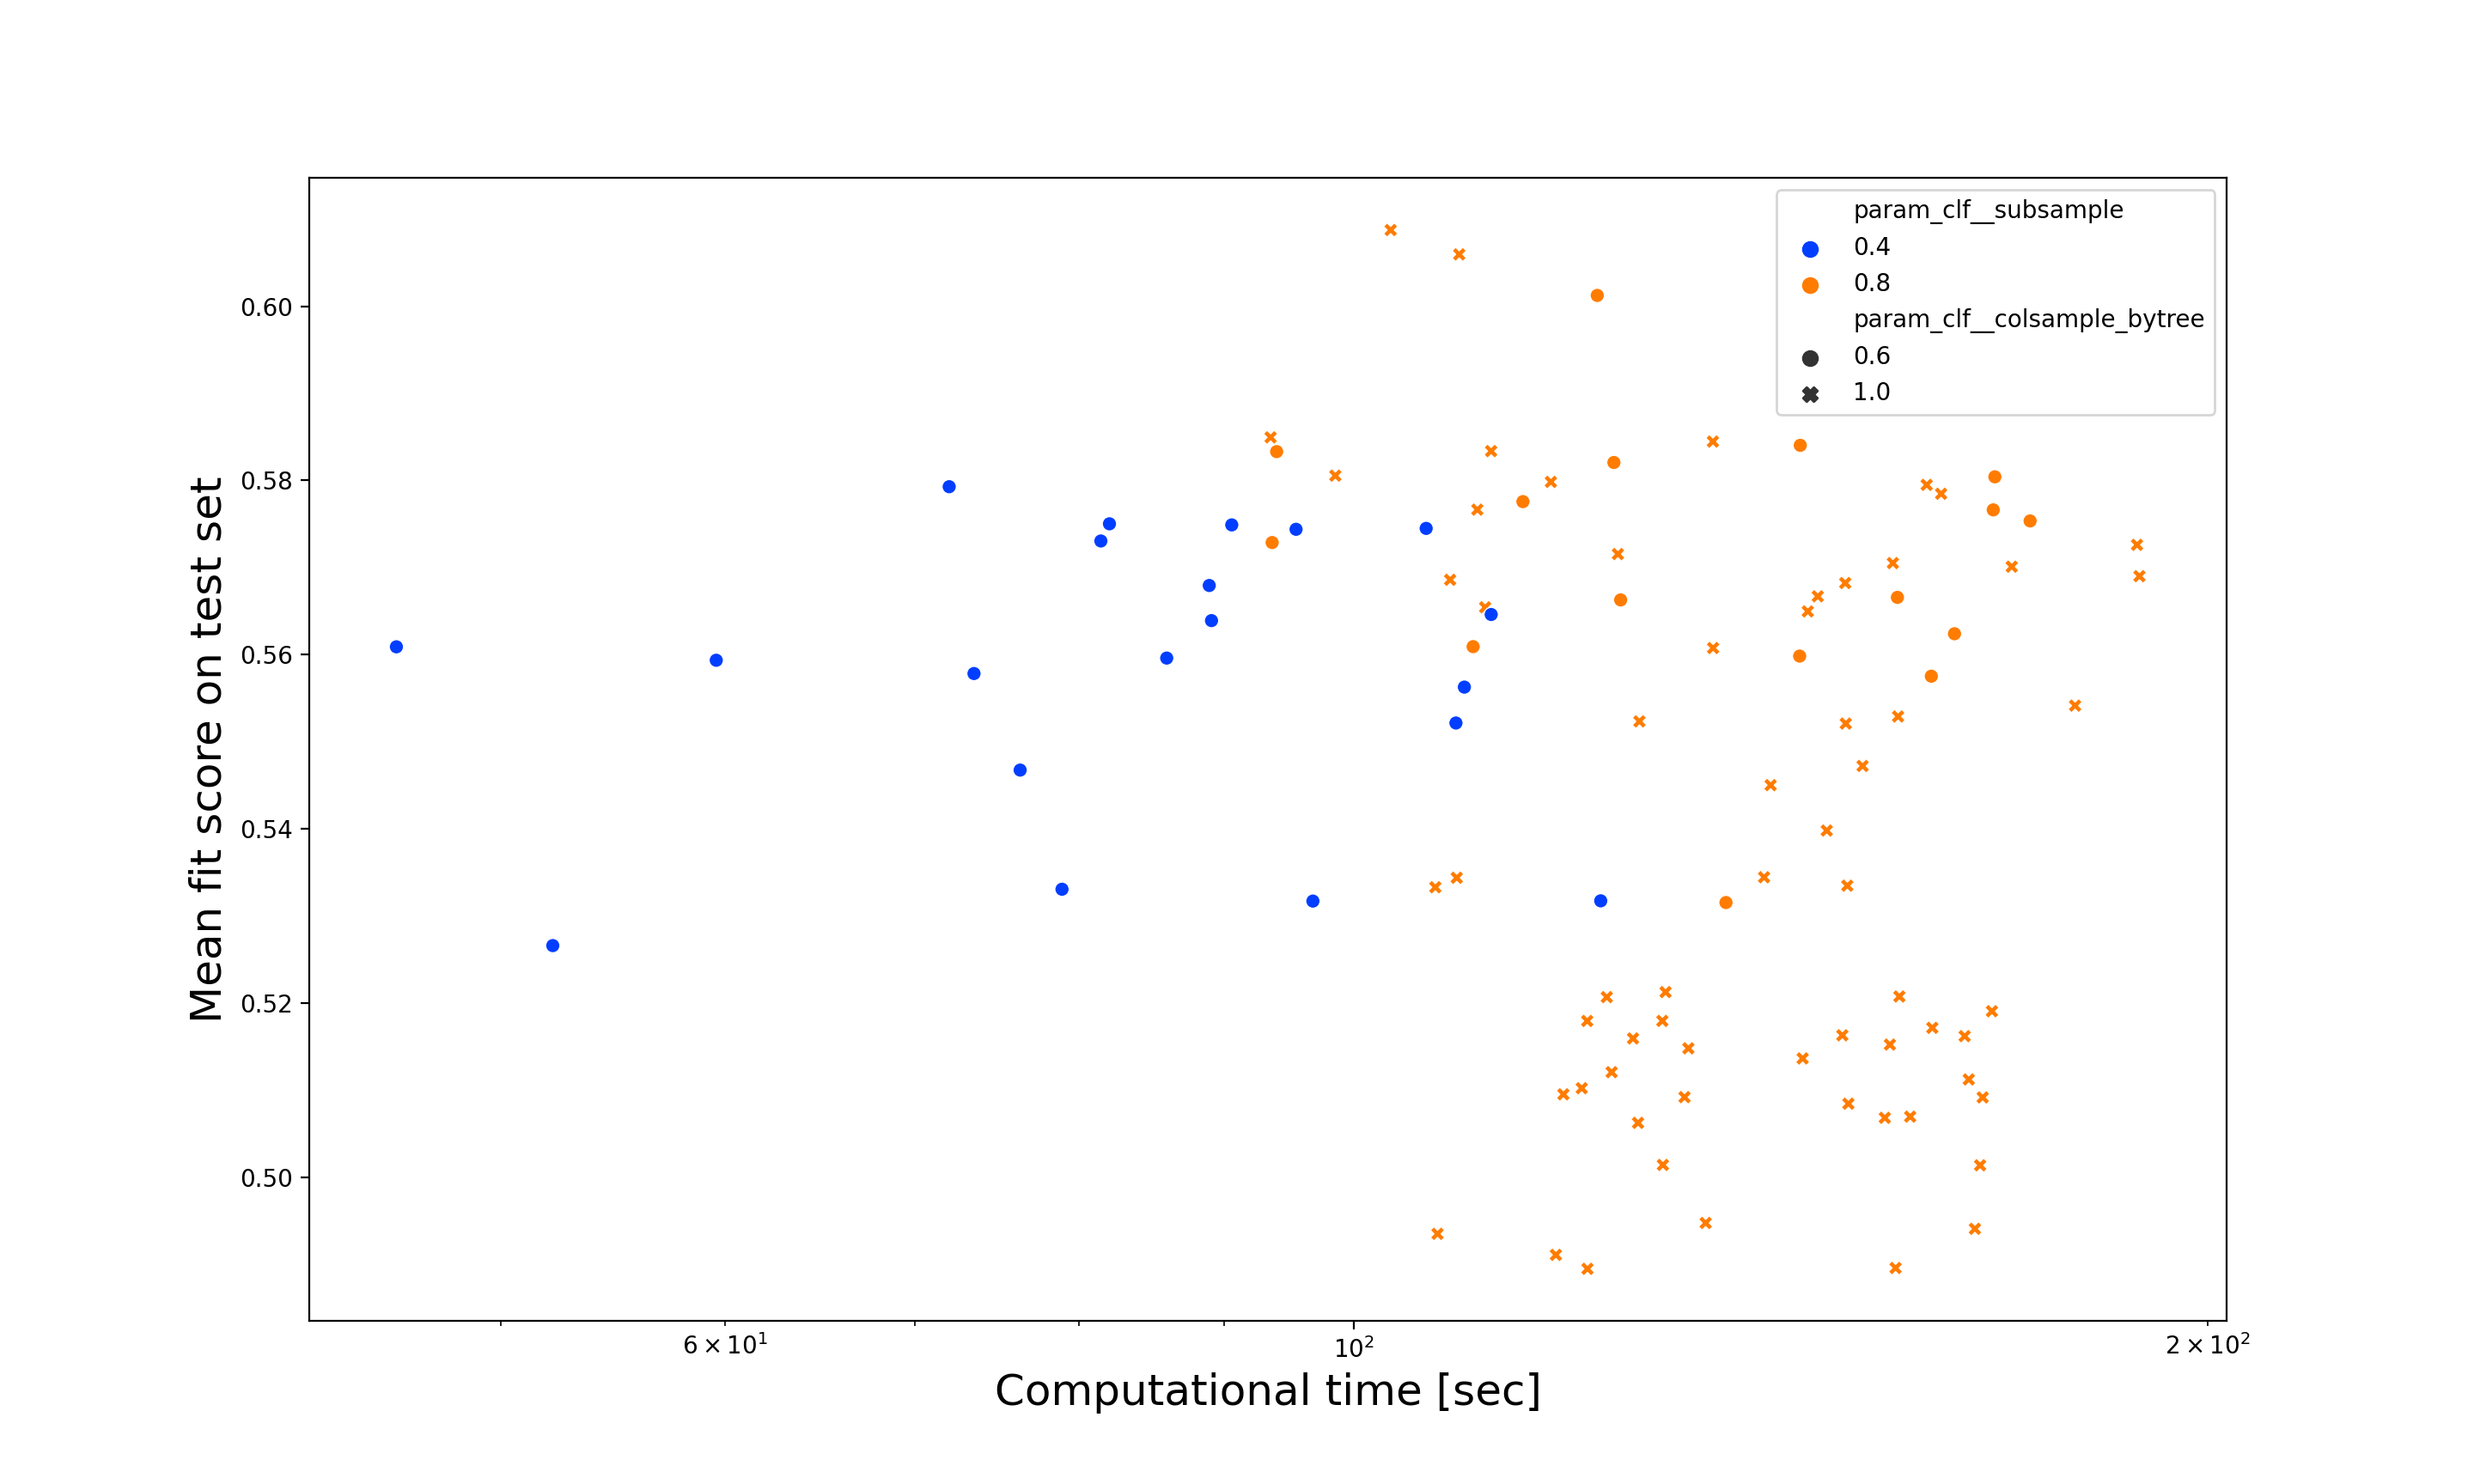 param_clf__subsample
0.4
0.8
param_clf__colsample_bytree
0.6
1.0
Mean fit score on test set
0.60
0.58
0.56
0.54
0.52
0.50
6 × 10¹
10²
2 × 10²
Computational time [sec]